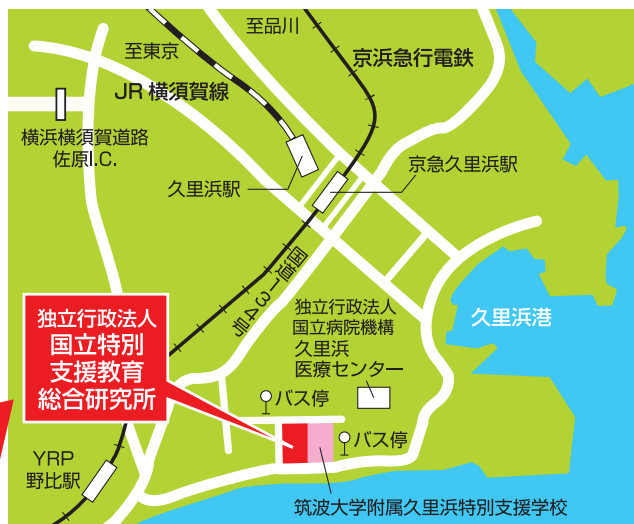 至品川
至東京
京浜急行電鉄
JR横須賀線
横浜横須賀道路
佐原I.C.
久里浜駅
京急久里浜駅
国道134号
独立行政法人
国立特別
支援教育
総合研究所
独立行政法人
国立病院機構
久里浜
医療センター
久里浜港
バス停
バス停
YRP
野比駅
筑波大学附属久里浜特別支援学校